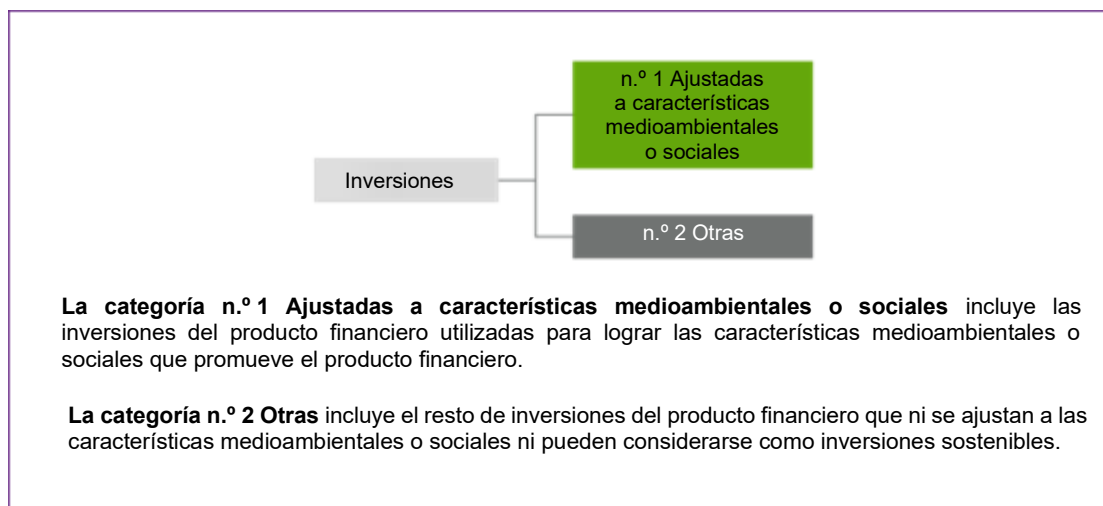 n.º 1 Ajustadas
a características
medioambientales
o sociales
Inversiones
n.º 2 Otras
La categoría n.º 1 Ajustadas a características medioambientales o sociales incluye las
inversiones del producto financiero utilizadas para lograr las características medioambientales o
sociales que promueve el producto financiero.
La categoría n.º 2 Otras incluye el resto de inversiones del producto financiero que ni se ajustan a las
características medioambientales o sociales ni pueden considerarse como inversiones sostenibles.